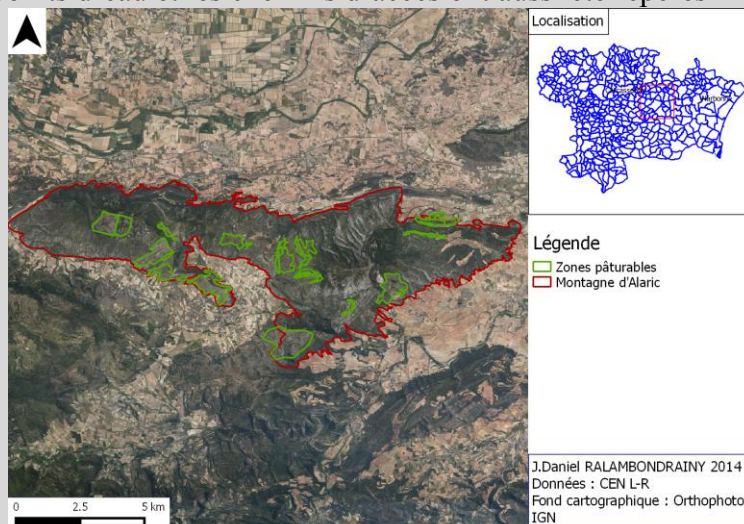 Localisation
Légende
Zones pâturables
Montagne d'Alaric
0 2.5 5 km
J.Daniel RALAMBONDRAINY 2014
Données : CEN L-R
Fond cartographique : Orthophoto
IGN